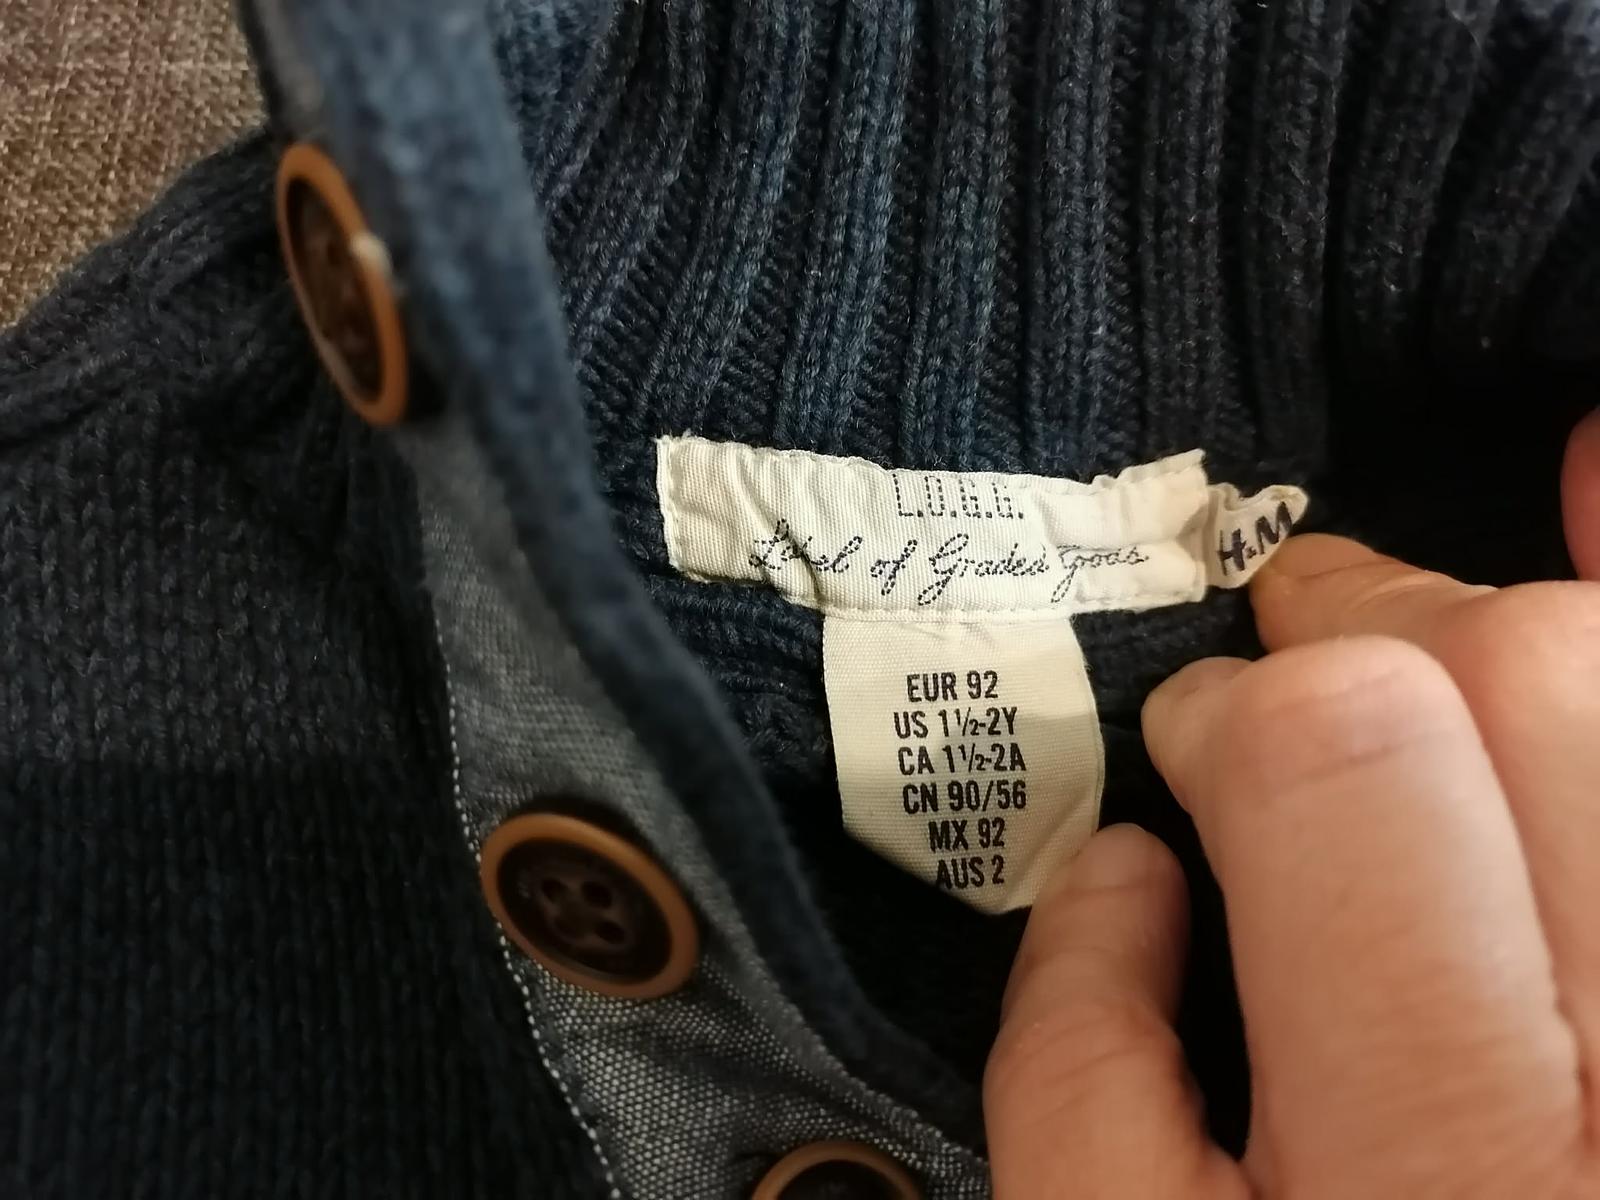 L.O.G.G.
Label of Graded Goods
H&M
EUR 92
US 1½-2Y
CA 1½-2A
CN 90/56
MX 92
AUS 2